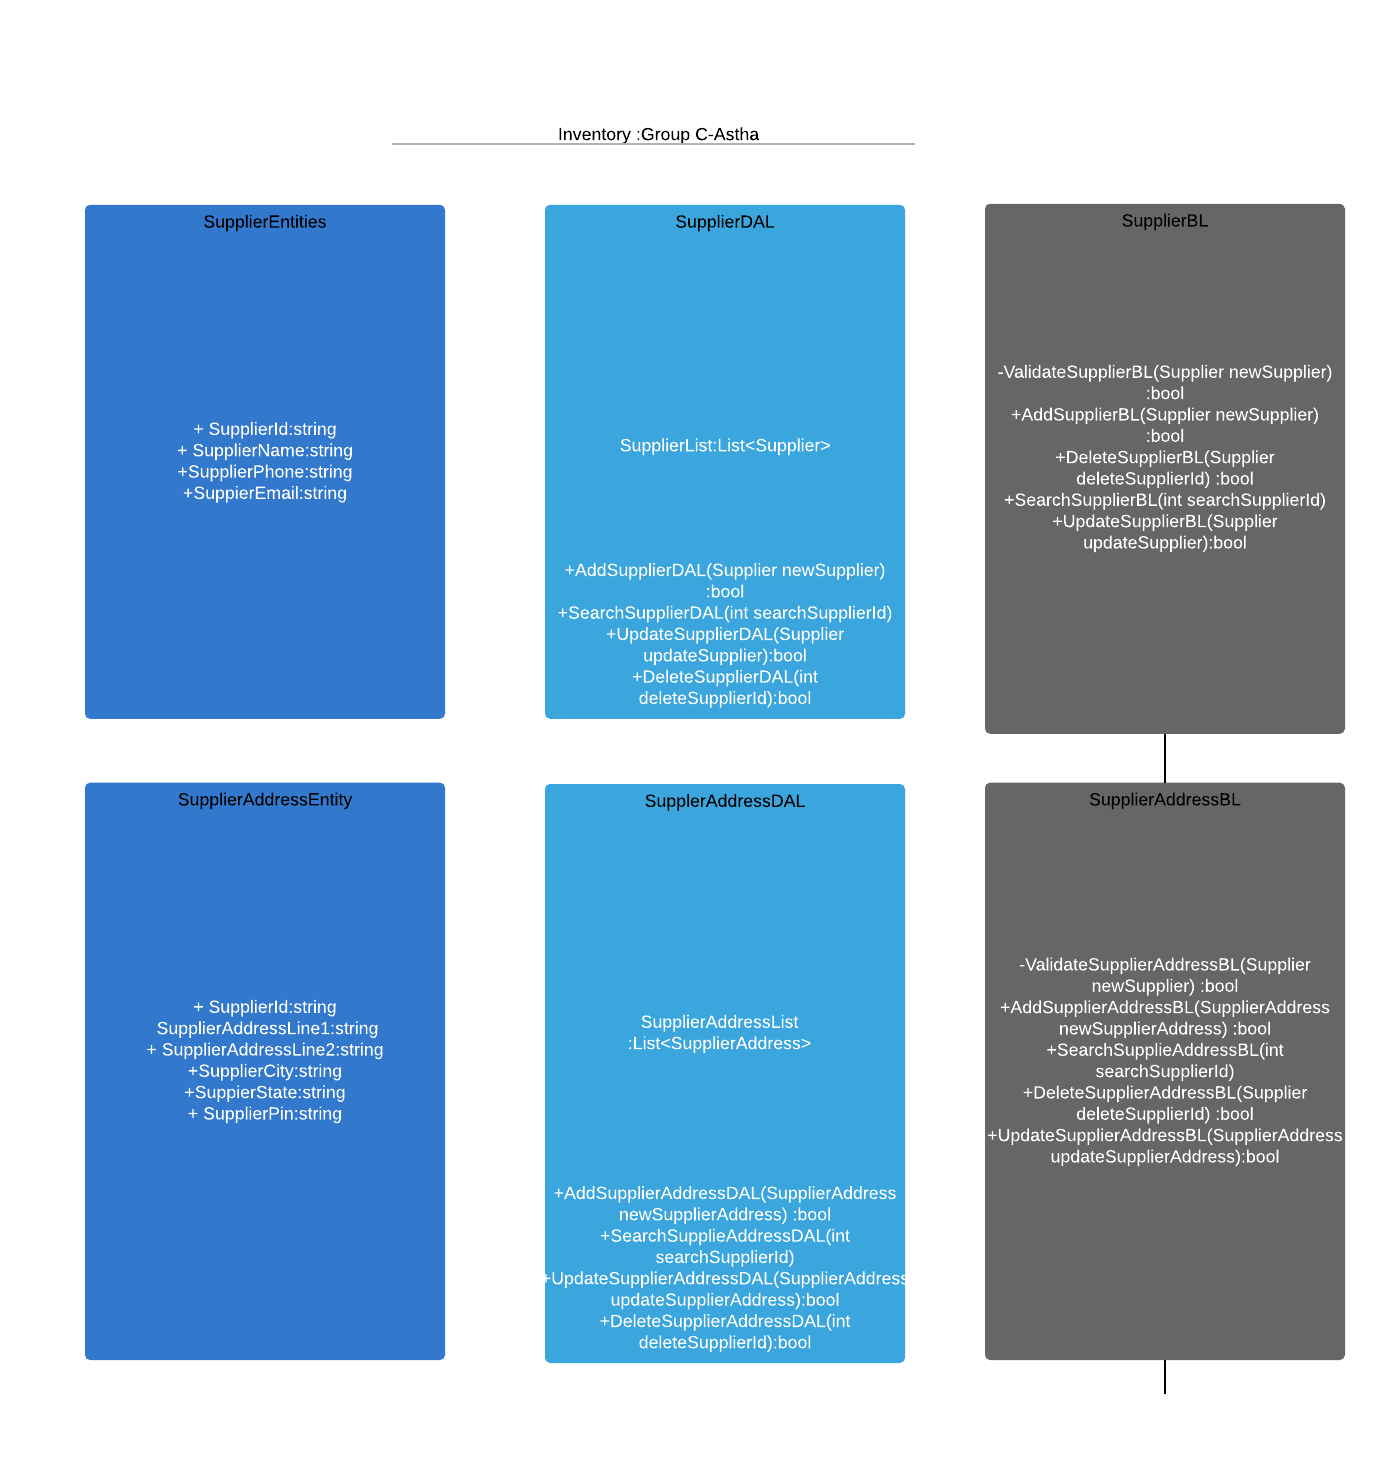 Inventory :Group C-Astha
SupplierEntities
+ SupplierId:string
+ SupplierName:string
+SupplierPhone:string
+SuppierEmail:string
SupplierDAL
SupplierList:List<Supplier>
+AddSupplierDAL(Supplier newSupplier)
:bool
+SearchSupplierDAL(int searchSupplierId)
+UpdateSupplierDAL(Supplier
updateSupplier):bool
+DeleteSupplierDAL(int
deleteSupplierId):bool
SupplierBL
-ValidateSupplierBL(Supplier newSupplier)
:bool
+AddSupplierBL(Supplier newSupplier)
:bool
+DeleteSupplierBL(Supplier
deleteSupplierId) :bool
+SearchSupplierBL(int searchSupplierId)
+UpdateSupplierBL(Supplier
updateSupplier):bool
SupplierAddressEntity
+ SupplierId:string
SupplierAddressLine1:string
+ SupplierAddressLine2:string
+SupplierCity:string
+SuppierState:string
+ SupplierPin:string
SupplerAddressDAL
SupplierAddressList
:List<SupplierAddress>
+AddSupplierAddressDAL(SupplierAddress
newSupplierAddress) :bool
+SearchSupplieAddressDAL(int
searchSupplierId)
+UpdateSupplierAddressDAL(SupplierAddress
updateSupplierAddress):bool
+DeleteSupplierAddressDAL(int
deleteSupplierId):bool
SupplierAddressBL
-ValidateSupplierAddressBL(Supplier
newSupplier) :bool
+AddSupplierAddressBL(SupplierAddress
newSupplierAddress) :bool
+SearchSupplieAddressBL(int
searchSupplierId)
+DeleteSupplierAddressBL(Supplier
deleteSupplierId) :bool
+UpdateSupplierAddressBL(SupplierAddress
updateSupplierAddress):bool